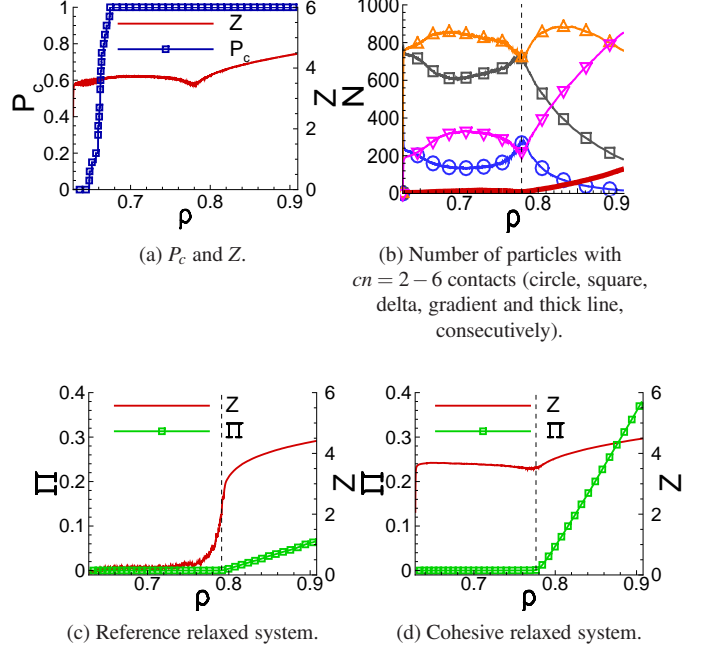 1
0.8
0.6
0.4
0.2
0
P_c
Z
P_c
6
4
2
0
Z
0.7
0.8
0.9
ρ
(a) P_c and Z.
1000
800
600
400
200
0
N
0.7
0.8
0.9
ρ
(b) Number of particles with
cn = 2 − 6 contacts (circle, square,
delta, gradient and thick line,
consecutively).
0.4
0.3
0.2
0.1
0
Π
Z
Π
6
4
2
0
Z
0.7
0.8
0.9
ρ
(c) Reference relaxed system.
0.4
0.3
0.2
0.1
0
Π
Z
Π
6
4
2
0
Z
0.7
0.8
0.9
ρ
(d) Cohesive relaxed system.